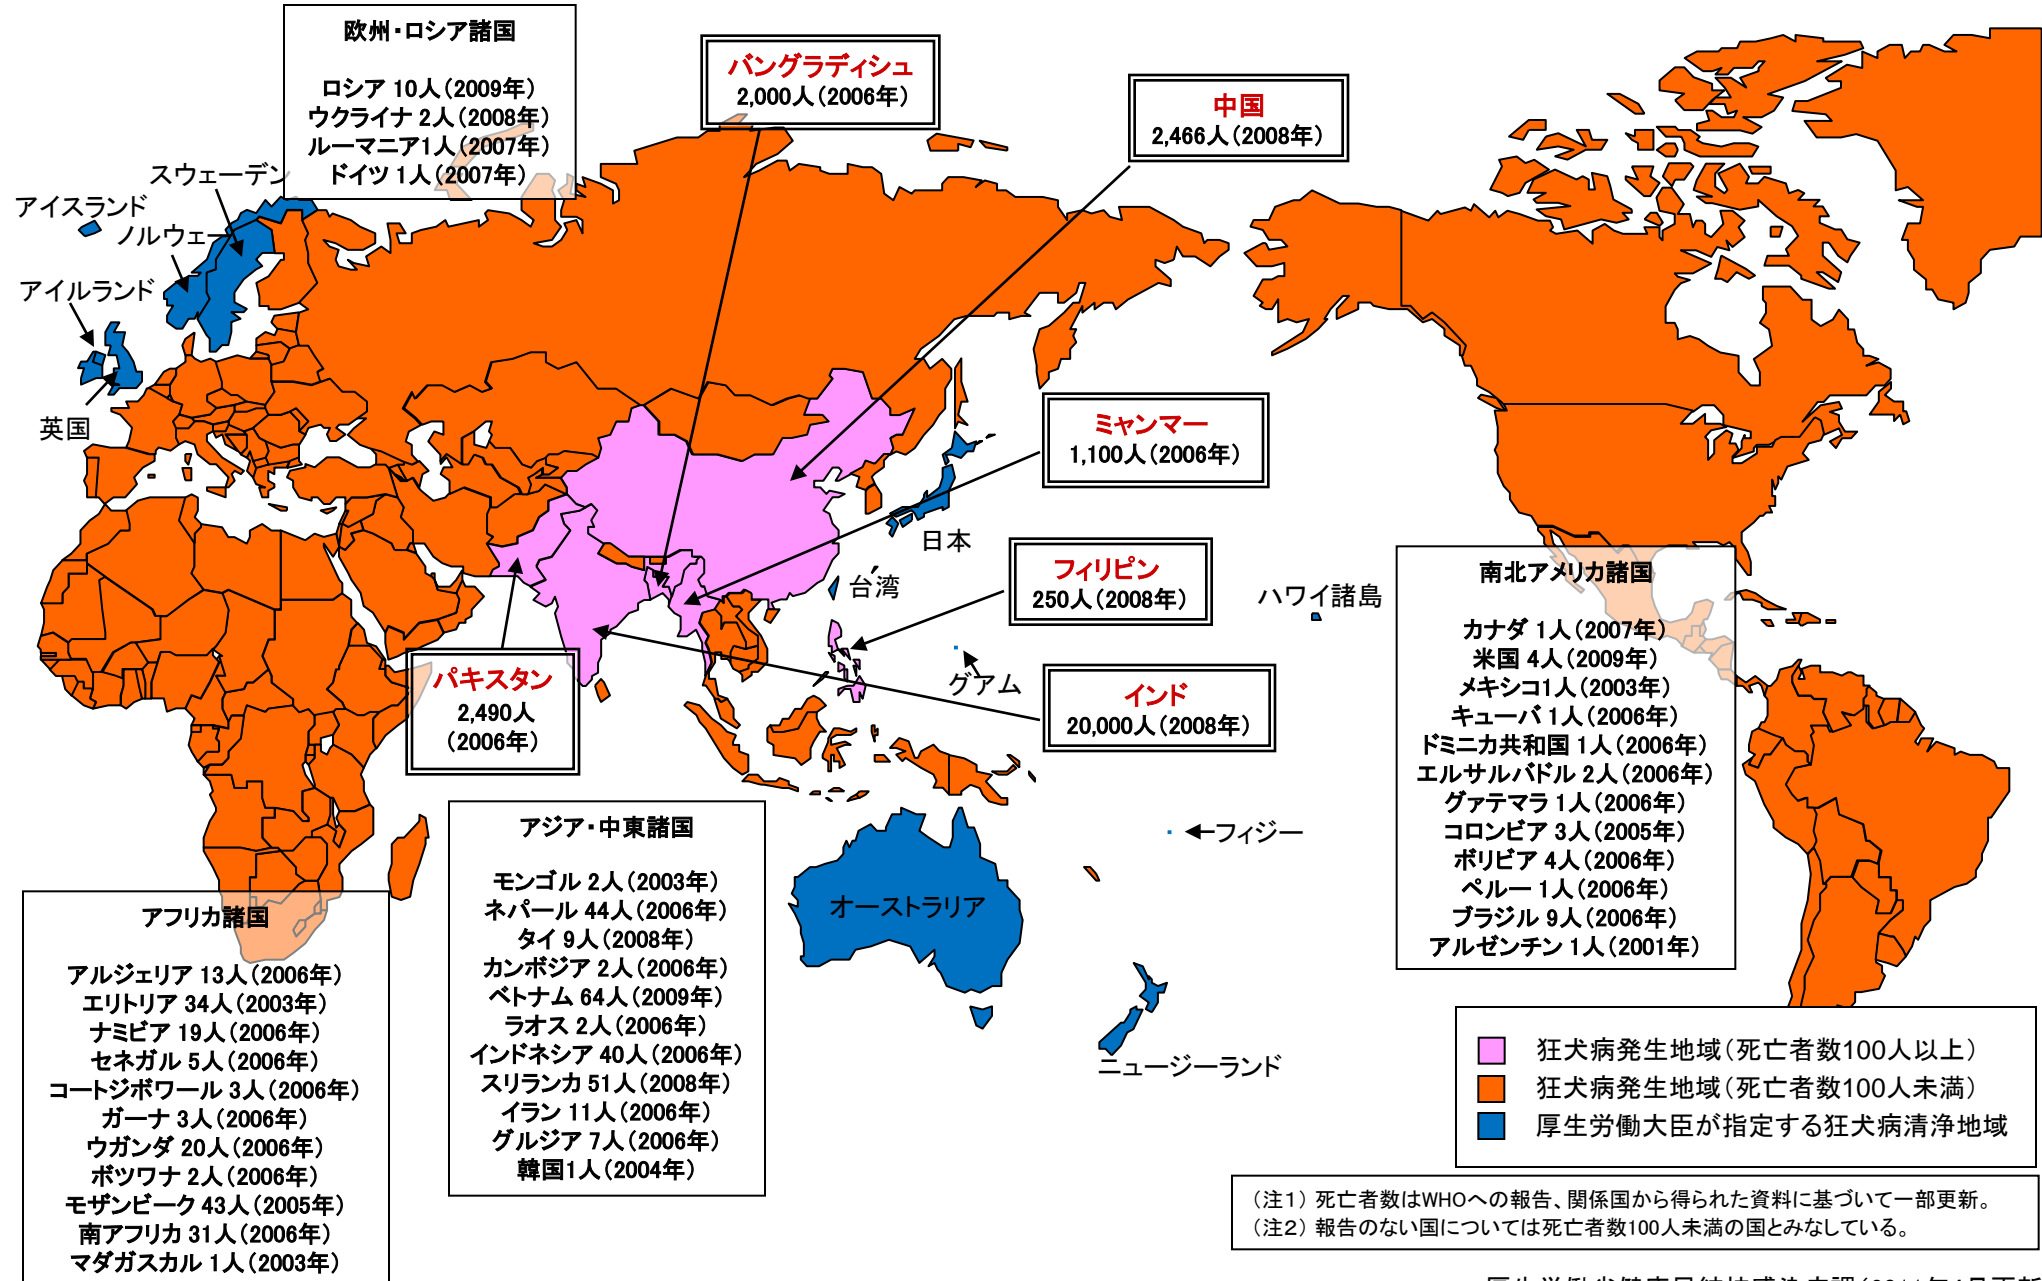 欧州・ロシア諸国
ロシア 10人(2009年)
ウクライナ 2人(2008年)
ルーマニア1人(2007年)
ドイツ 1人(2007年)
バングラディシュ
2,000人(2006年)
中国
2,466人(2008年)
スウェーデン
アイスランド
ノルウェー
アイルランド
英国
ミャンマー
1,100人(2006年)
日本
台湾
フィリピン
250人(2008年)
ハワイ諸島
グアム
パキスタン
2,490人
(2006年)
インド
20,000人(2008年)
フィジー
オーストラリア
ニュージーランド
南北アメリカ諸国
カナダ 1人(2007年)
米国 4人(2009年)
メキシコ1人(2003年)
キューバ 1人(2006年)
ドミニカ共和国 1人(2006年)
エルサルバドル 2人(2006年)
グァテマラ 1人(2006年)
コロンビア 3人(2005年)
ボリビア 4人(2006年)
ペルー 1人(2006年)
ブラジル 9人(2006年)
アルゼンチン 1人(2001年)
アジア・中東諸国
モンゴル 2人(2003年)
ネパール 44人(2006年)
タイ 9人(2008年)
カンボジア 2人(2006年)
ベトナム 64人(2009年)
ラオス 2人(2006年)
インドネシア 40人(2006年)
スリランカ 51人(2008年)
イラン 11人(2006年)
グルジア 7人(2006年)
韓国1人(2004年)
アフリカ諸国
アルジェリア 13人(2006年)
エリトリア 34人(2003年)
ナミビア 19人(2006年)
セネガル 5人(2006年)
コートジボワール 3人(2006年)
ガーナ 3人(2006年)
ウガンダ 20人(2006年)
ボツワナ 2人(2006年)
モザンビーク 43人(2005年)
南アフリカ 31人(2006年)
マダガスカル 1人(2003年)
狂犬病発生地域(死亡者数100人以上)
狂犬病発生地域(死亡者数100人未満)
厚生労働大臣が指定する狂犬病清浄地域
(注1) 死亡者数はWHOへの報告、関係国から得られた資料に基づいて一部更新。
(注2) 報告のない国については死亡者数100人未満の国とみなしている。